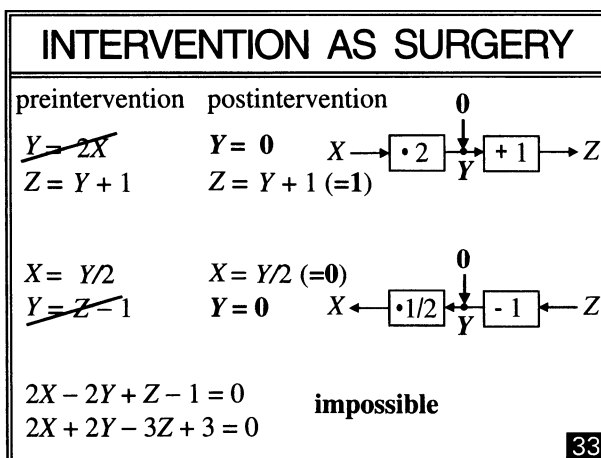 INTERVENTION AS SURGERY
preintervention postintervention
Y = 2X Y = 0
Z = Y + 1 Z = Y + 1 (=1)
0
X • 2 Y + 1 Z
X = Y/2 X = Y/2 (=0)
Y = Z – 1 Y = 0
0
X •1/2 Y - 1 Z
2X – 2Y + Z – 1 = 0
2X + 2Y – 3Z + 3 = 0
impossible
33